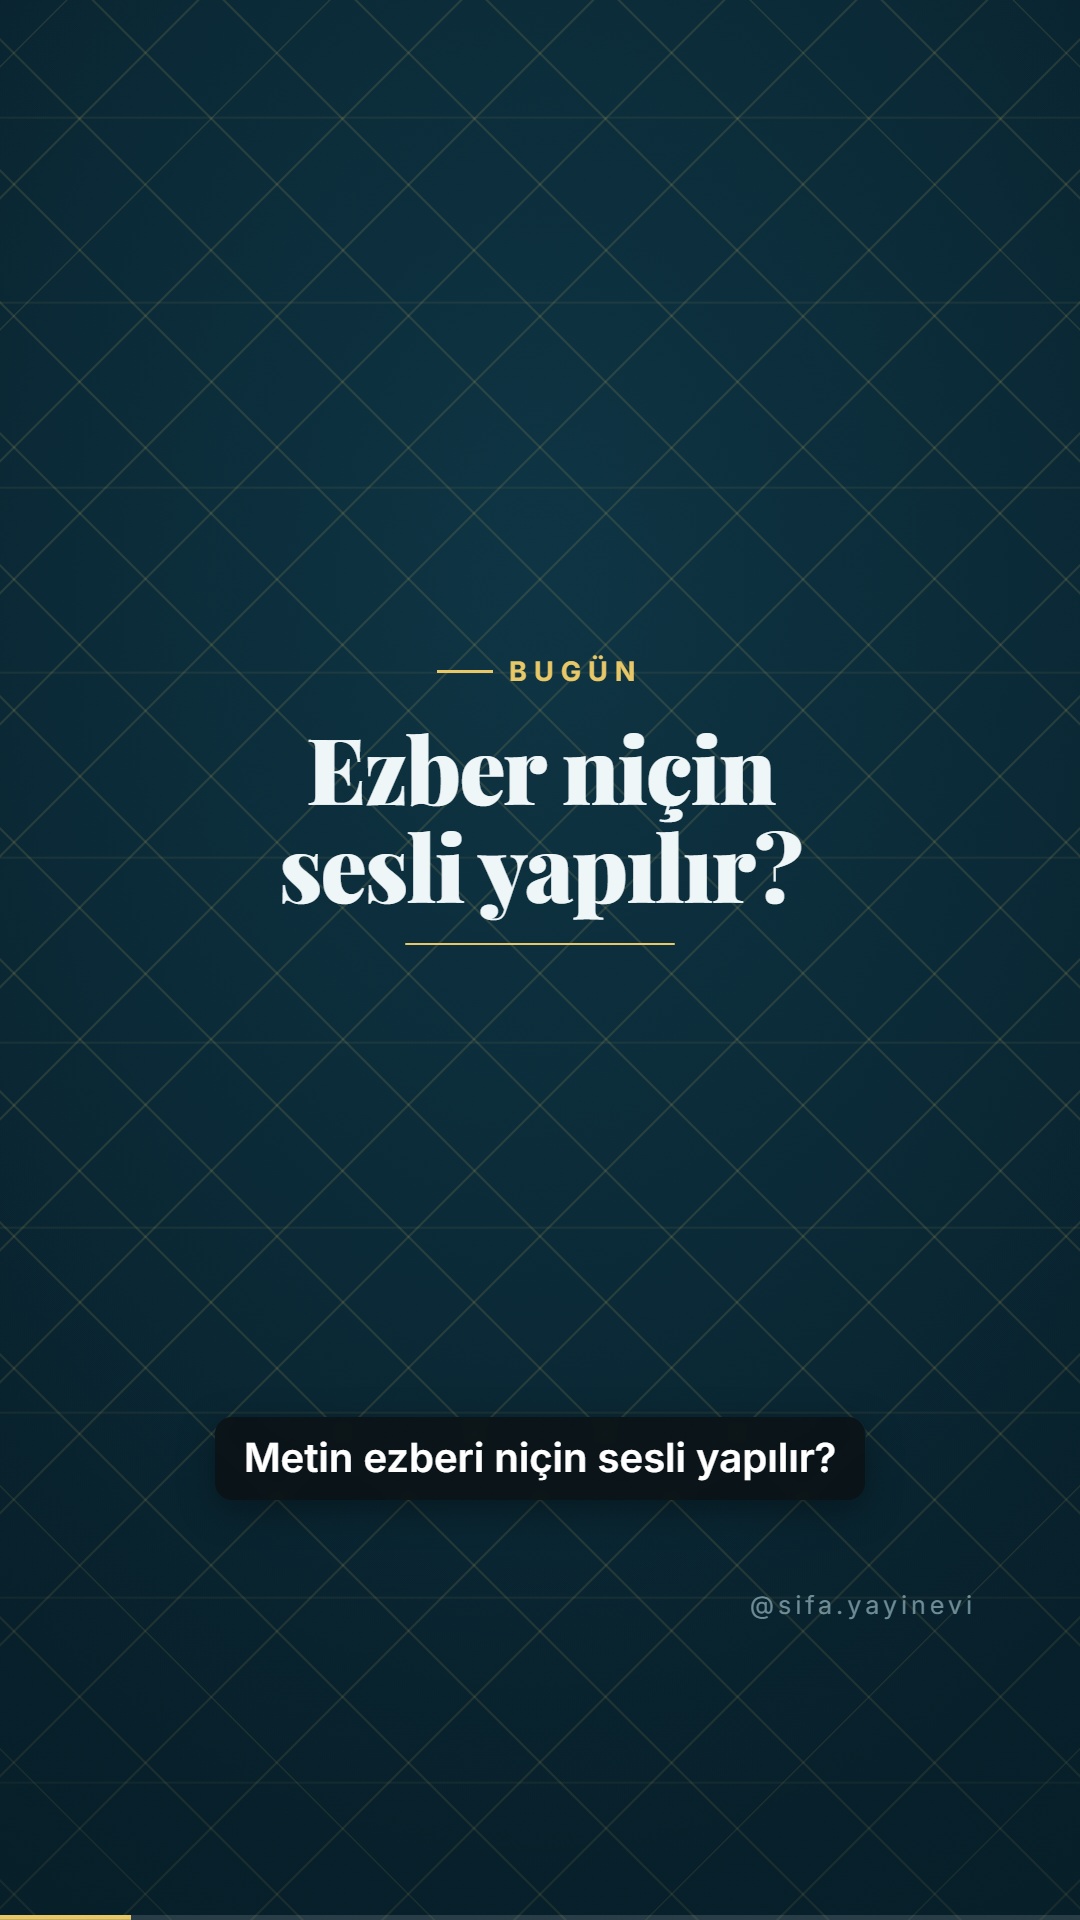 BUGÜN
Ezber niçin
sesli yapılır?
Metin ezberi niçin sesli yapılır?
@sifa.yayinevi